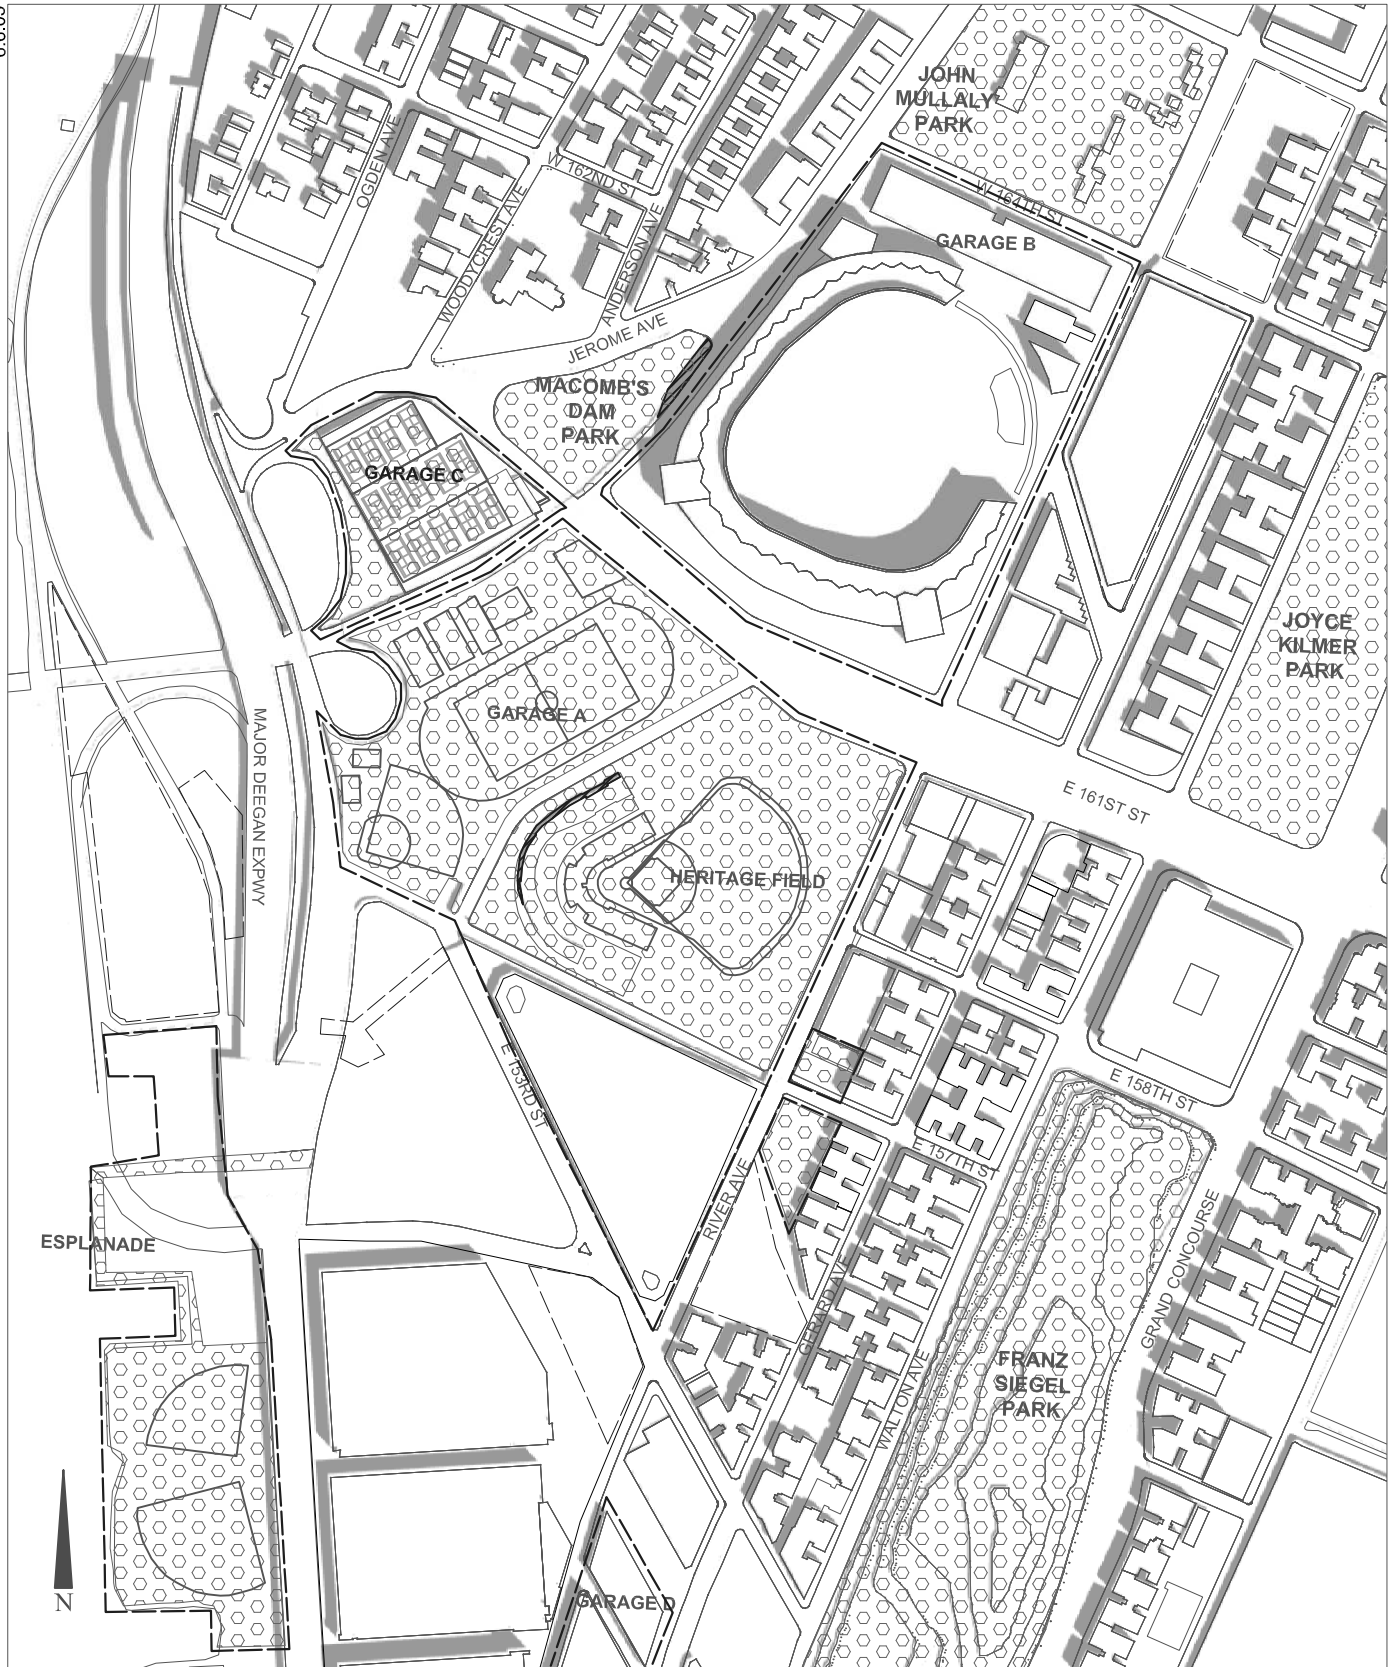 JOHN
MULLALY
PARK
OGDEN AVE
W 162ND ST
W 164TH ST
WOODYCREST AVE
ANDERSON AVE
GARAGE B
JEROME AVE
MACOMB'S
DAM
PARK
GARAGE C
JOYCE
KILMER
PARK
GARAGE A
MAJOR DEEGAN EXPWY
E 161ST ST
HERITAGE FIELD
E 153RD ST
E 158TH ST
E 157TH ST
RIVER AVE
GRAND CONCOURSE
ESPLANADE
GERARD AVE
WALTON AVE
FRANZ
SIEGEL
PARK
N
GARAGE D